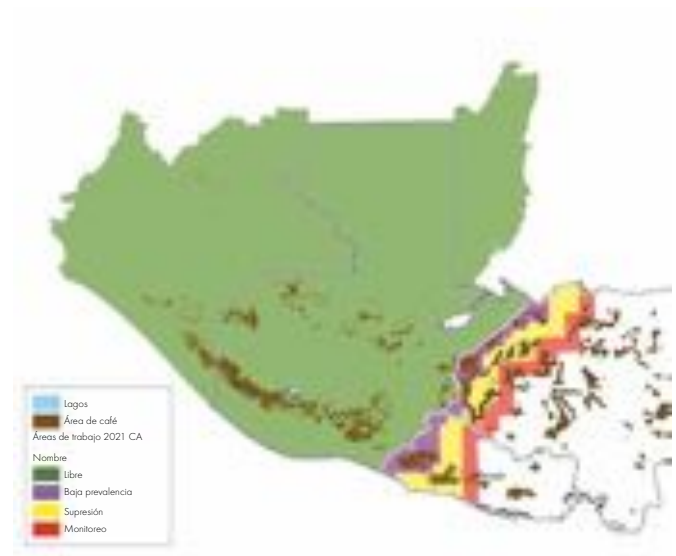 Lagos
Área de café
Áreas de trabajo 2021 CA
Nombre
Libre
Baja prevalencia
Supresión
Monitoreo